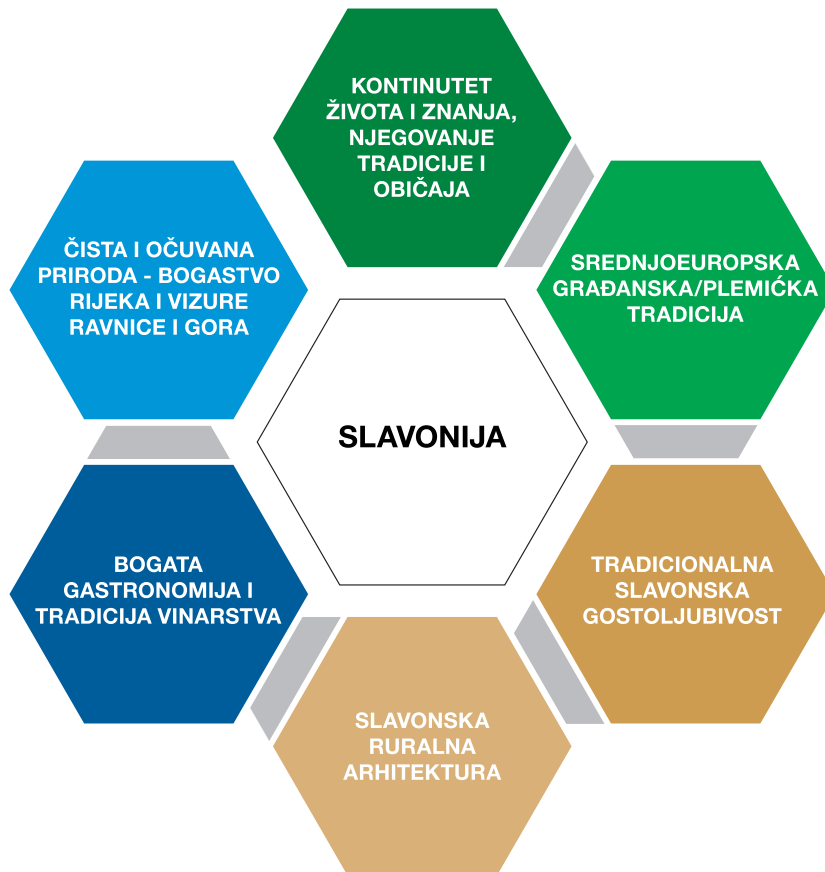 KONTINUTET
ŽIVOTA I ZNANJA,
NJEGOVANJE
TRADICIJE I
OBIČAJA
SREDNJOEUROPSKA
GRAĐANSKA/PLEMIĆKA
TRADICIJA
TRADICIONALNA
SLAVONSKA
GOSTOLJUBIVOST
SLAVONSKA
RURALNA
ARHITEKTURA
BOGATA
GASTRONOMIJA I
TRADICIJA VINARSTVA
ČISTA I OČUVANA
PRIRODA - BOGASTVO
RIJEKA I VIZURE
RAVNICE I GORA
SLAVONIJA